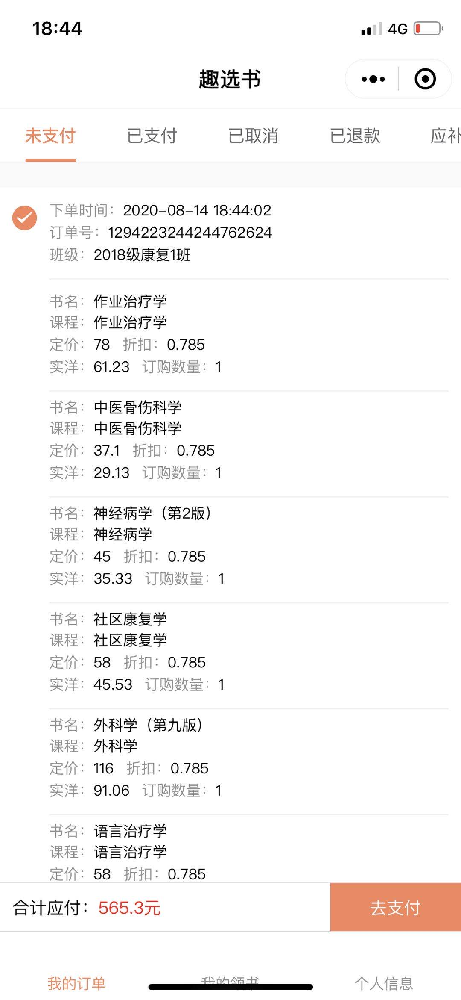 18:44
4G
趣选书
未支付 已支付 已取消 已退款 应补
下单时间：2020-08-14 18:44:02
订单号：1294223244244762624
班级：2018级康复1班
书名：作业治疗学
课程：作业治疗学
定价：78 折扣：0.785
实洋：61.23 订购数量：1
书名：中医骨伤科学
课程：中医骨伤科学
定价：37.1 折扣：0.785
实洋：29.13 订购数量：1
书名：神经病学（第2版）
课程：神经病学
定价：45 折扣：0.785
实洋：35.33 订购数量：1
书名：社区康复学
课程：社区康复学
定价：58 折扣：0.785
实洋：45.53 订购数量：1
书名：外科学（第九版）
课程：外科学
定价：116 折扣：0.785
实洋：91.06 订购数量：1
书名：语言治疗学
课程：语言治疗学
定价：58 折扣：0.785
合计应付：565.3元 去支付
我的订单 我的领书 个人信息